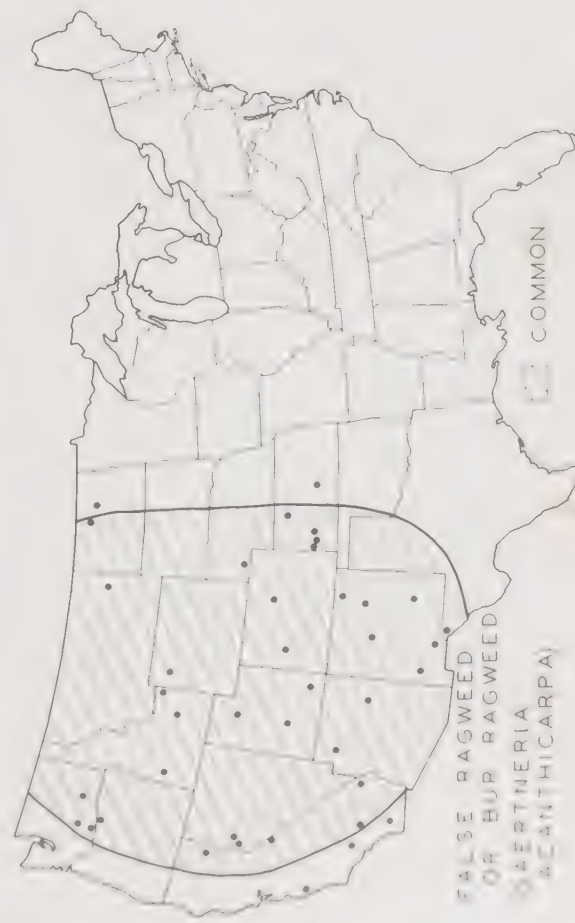 FALSE RAGWEED
OR BUR RAGWEED
(GAERTNERIA
ACANTHICARPA)
COMMON